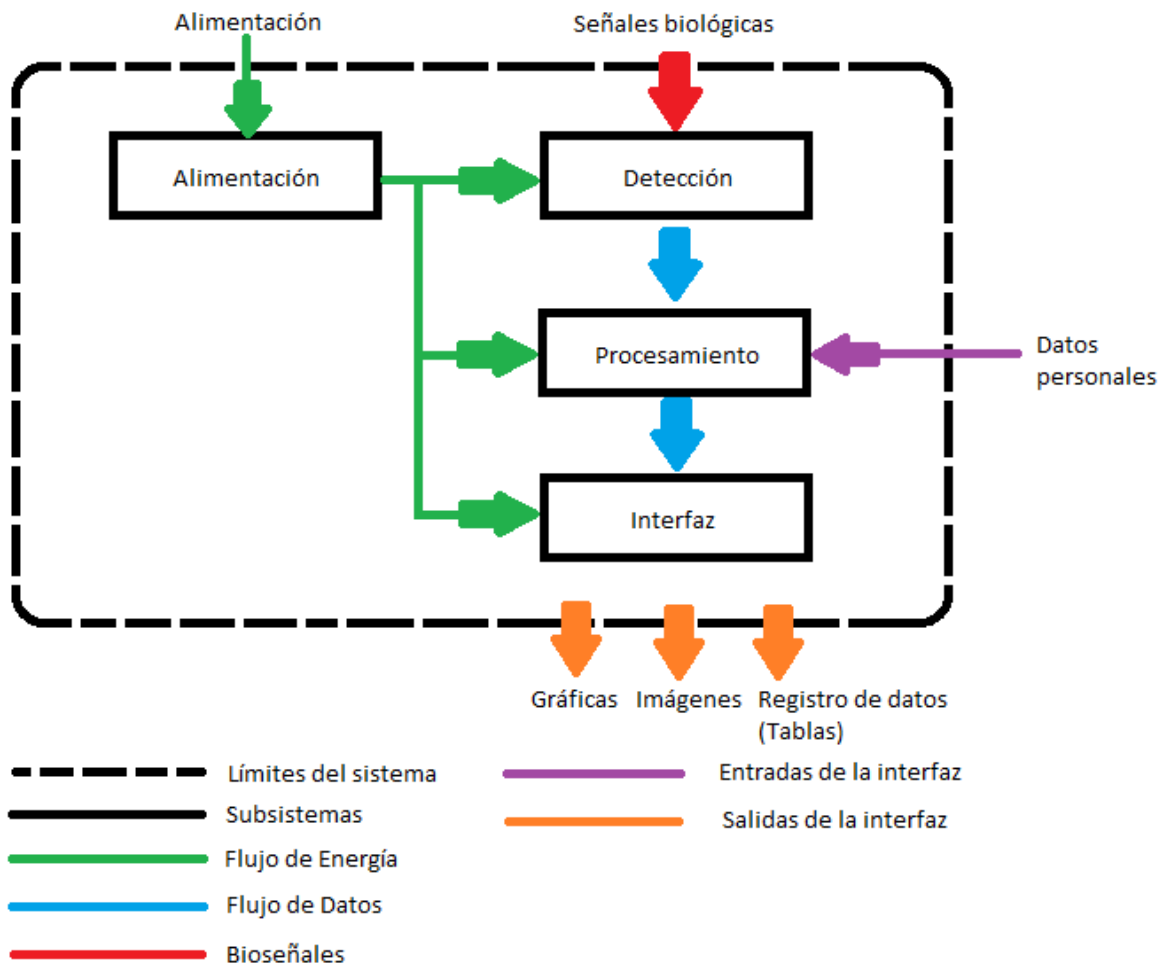 Alimentación
Señales biológicas
Alimentación
Detección
Procesamiento
Datos
personales
Interfaz
Gráficas
Imágenes
Registro de datos
(Tablas)
Límites del sistema
Subsistemas
Flujo de Energía
Flujo de Datos
Bioseñales
Entradas de la interfaz
Salidas de la interfaz